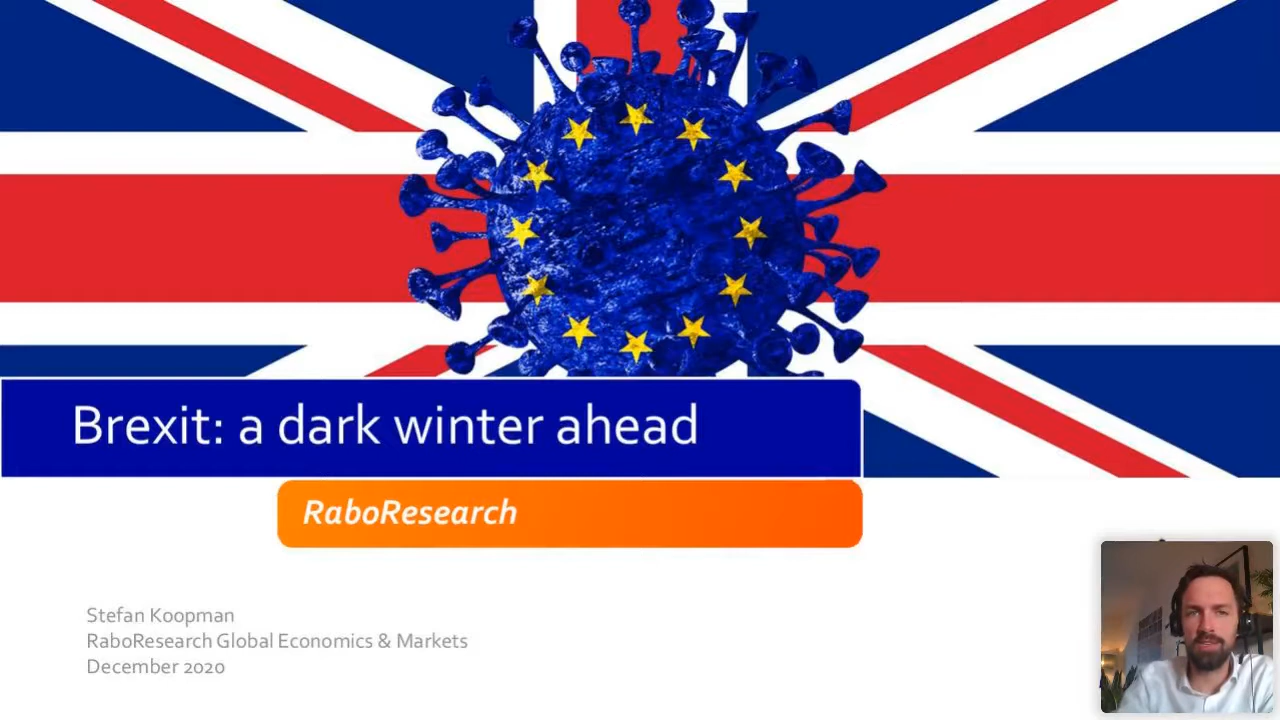 Brexit: a dark winter ahead
RaboResearch
Stefan Koopman
RaboResearch Global Economics & Markets
December 2020